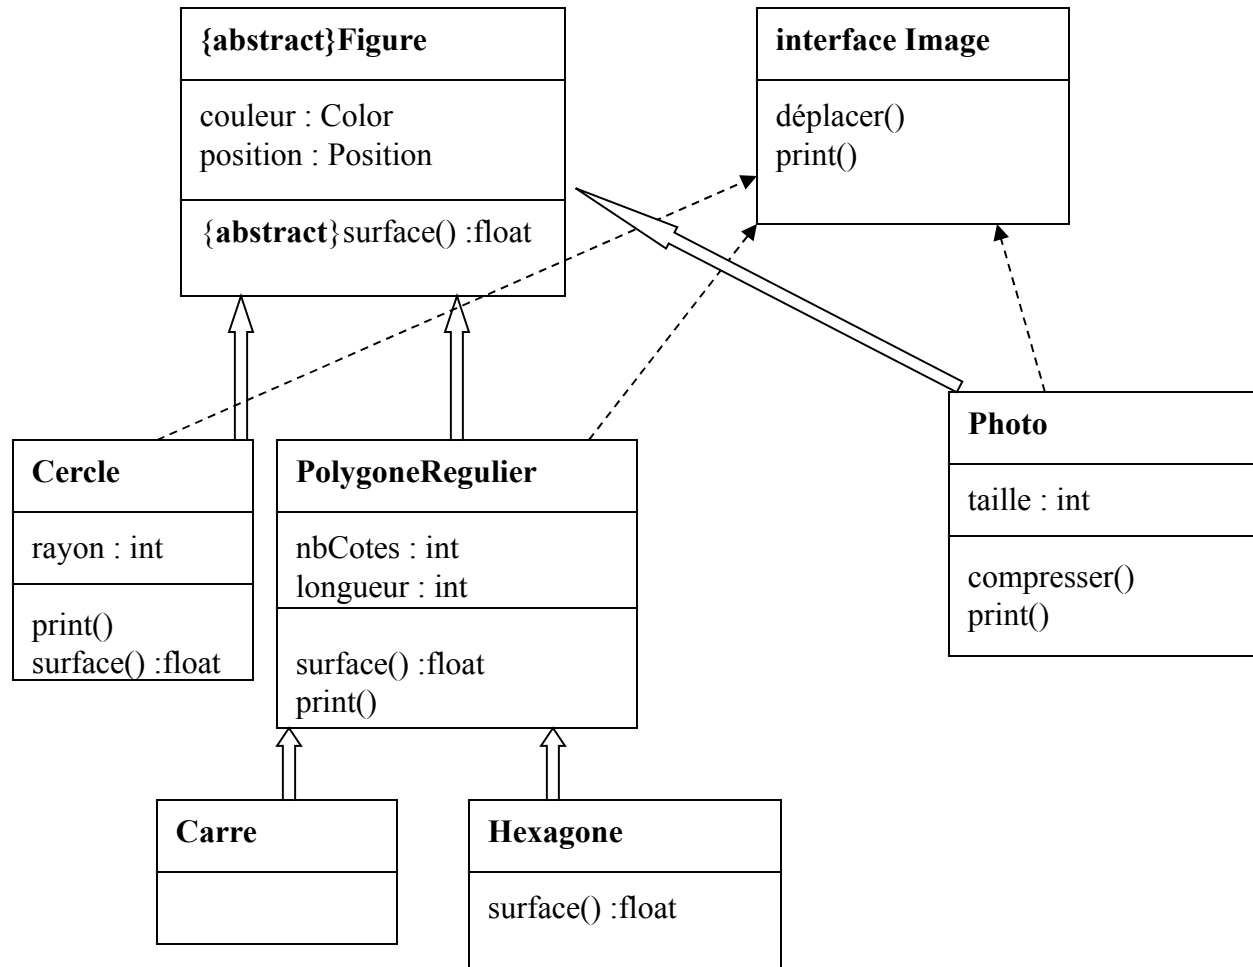 {abstract}Figure
couleur : Color
position : Position
{abstract}surface() :float
interface Image
déplacer()
print()
Cercle
rayon : int
print()
surface() :float
PolygoneRegulier
nbCotes : int
longueur : int
surface() :float
print()
Photo
taille : int
compresser()
print()
Carre
Hexagone
surface() :float